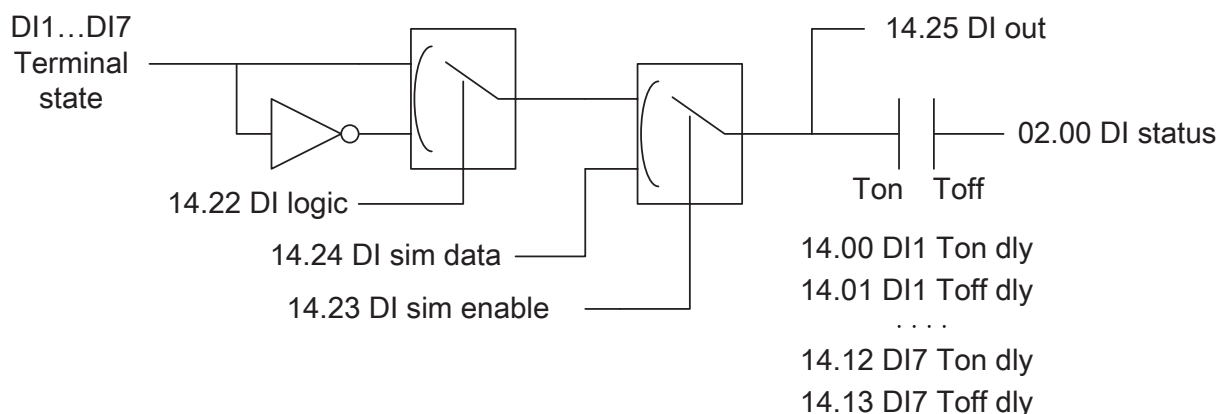 DI1...DI7
Terminal
state
14.25 DI out
02.00 DI status
Ton Toff
14.22 DI logic
14.24 DI sim data
14.23 DI sim enable
14.00 DI1 Ton dly
14.01 DI1 Toff dly
. . . .
14.12 DI7 Ton dly
14.13 DI7 Toff dly